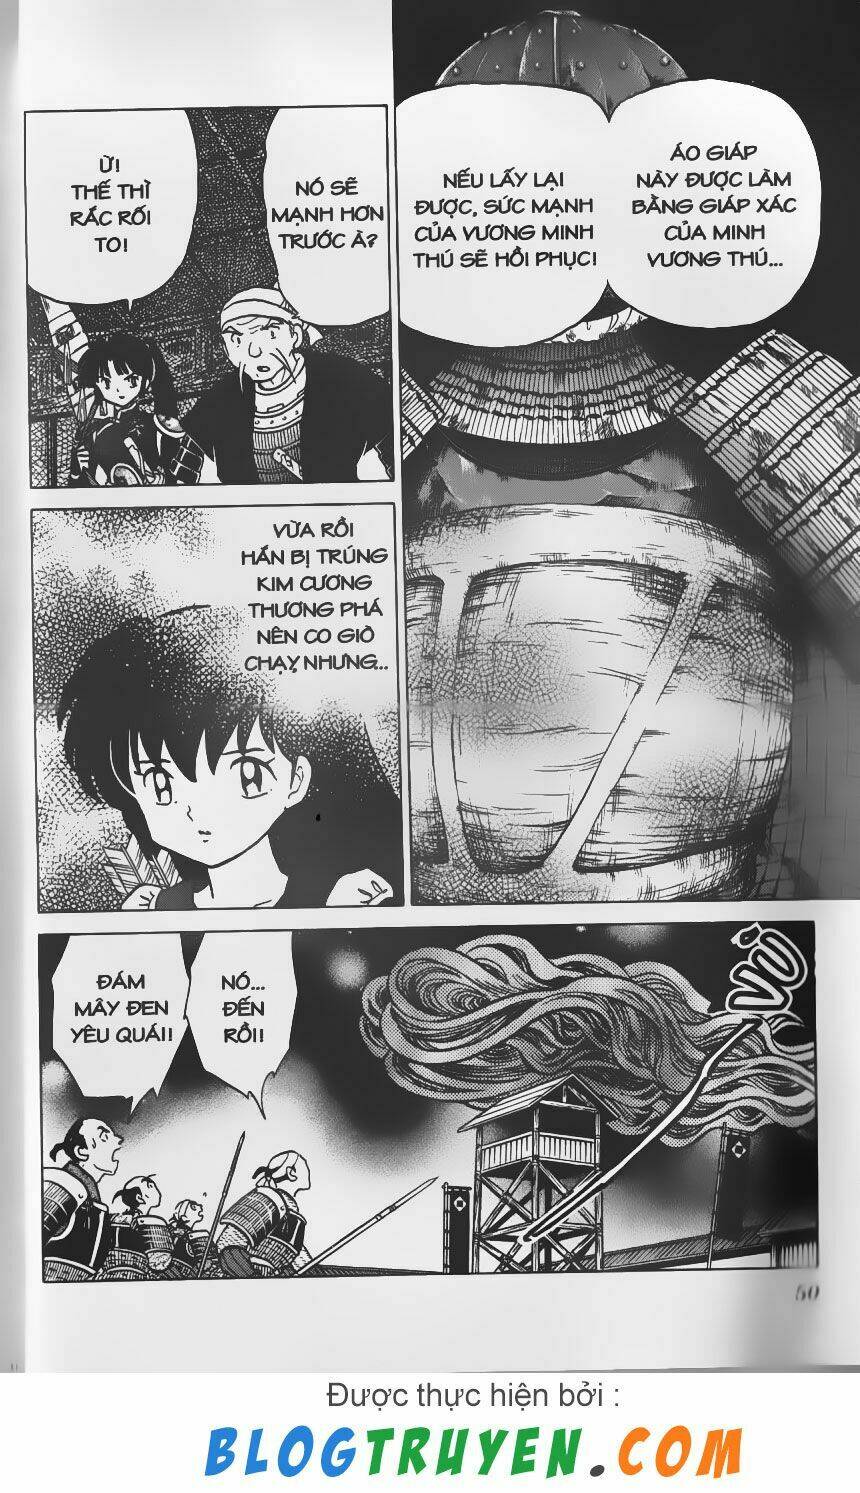 ÁO GIÁP
NÀY ĐƯỢC LÀM
BẰNG GIÁP XÁC
CỦA MINH
VƯƠNG THÚ...
NẾU LẤY LẠI
ĐƯỢC, SỨC MẠNH
CỦA VƯƠNG MINH
THÚ SẼ HỒI PHỤC!
NÓ SẼ
MẠNH HƠN
TRƯỚC À?
Ừ!
THẾ THÌ
RẮC RỐI
TO!
VỪA RỒI
HẮN BỊ TRÚNG
KIM CƯƠNG
THƯƠNG PHÁ
NÊN CO GIÒ
CHẠY, NHƯNG...
VÙ
NÓ...
ĐẾN
RỒI!
ĐÁM
MÂY ĐEN
YÊU QUÁI!
50
Được thực hiện bởi :
BLOGTRUYEN.COM